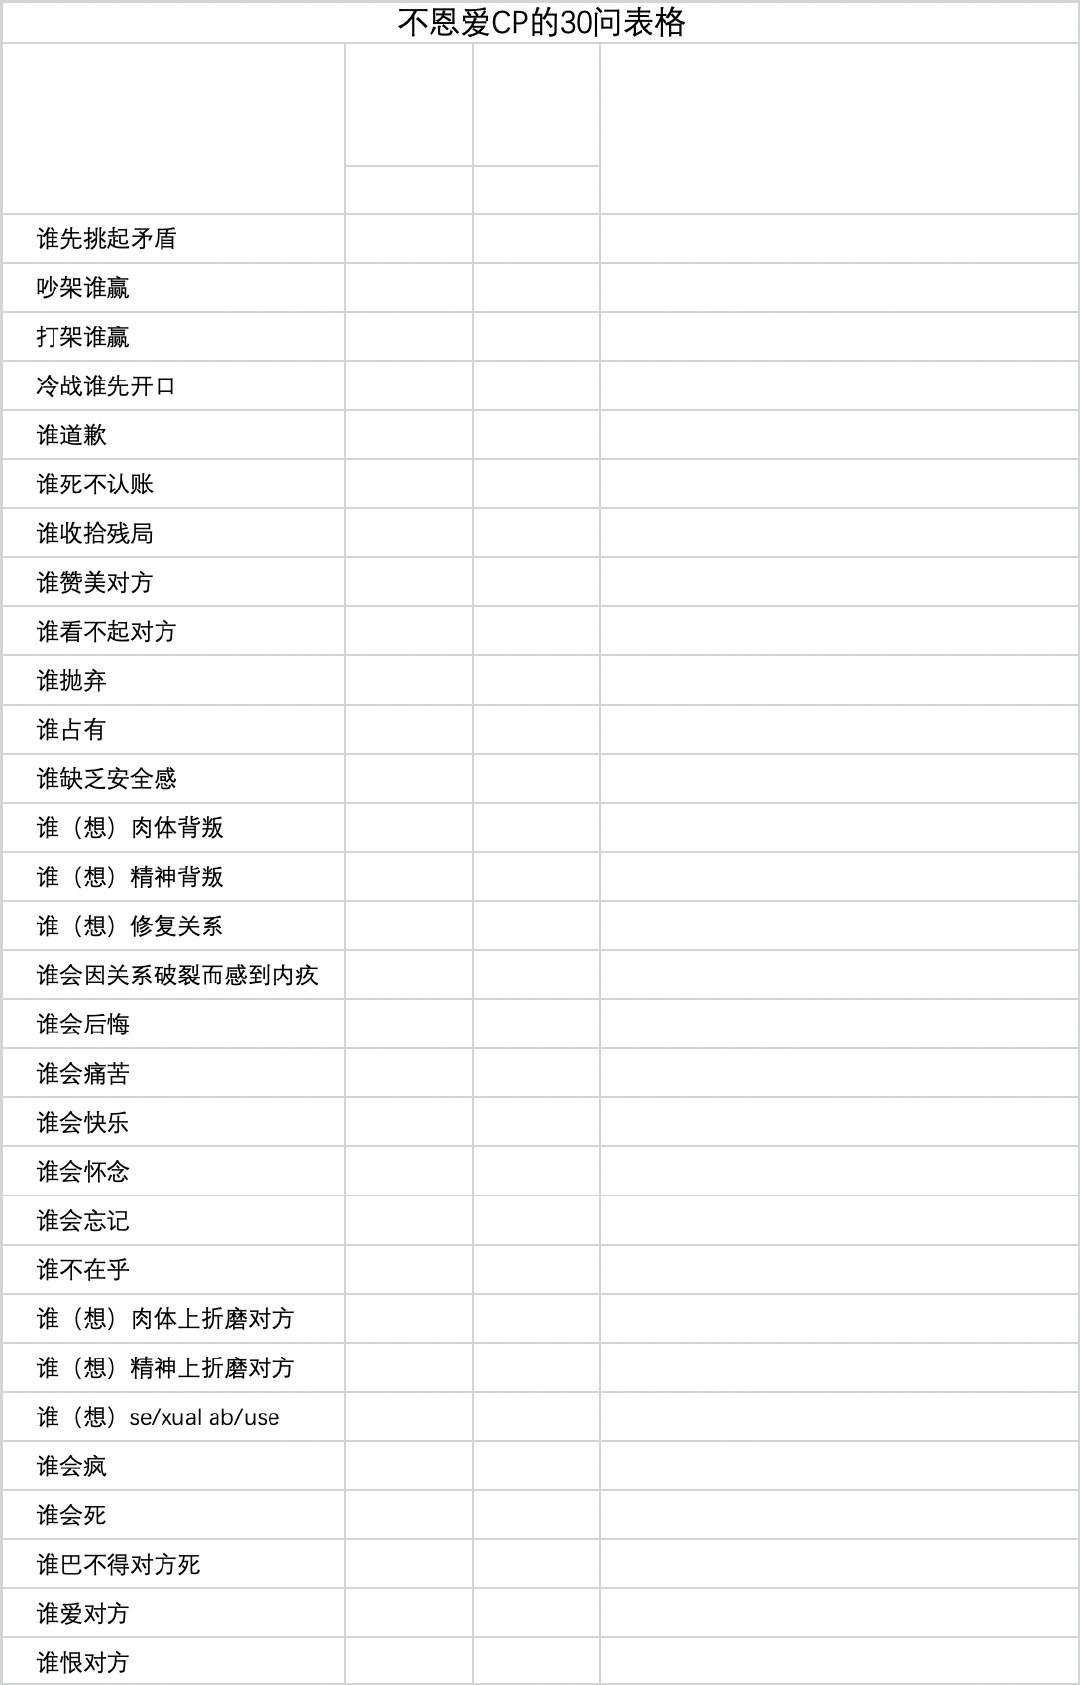 不恩爱CP的30问表格
谁先挑起矛盾
吵架谁赢
打架谁赢
冷战谁先开口
谁道歉
谁死不认账
谁收拾残局
谁赞美对方
谁看不起对方
谁抛弃
谁占有
谁缺乏安全感
谁（想）肉体背叛
谁（想）精神背叛
谁（想）修复关系
谁会因关系破裂而感到内疚
谁会后悔
谁会痛苦
谁会快乐
谁会怀念
谁会忘记
谁不在乎
谁（想）肉体上折磨对方
谁（想）精神上折磨对方
谁（想）se/xual ab/use
谁会疯
谁会死
谁巴不得对方死
谁爱对方
谁恨对方